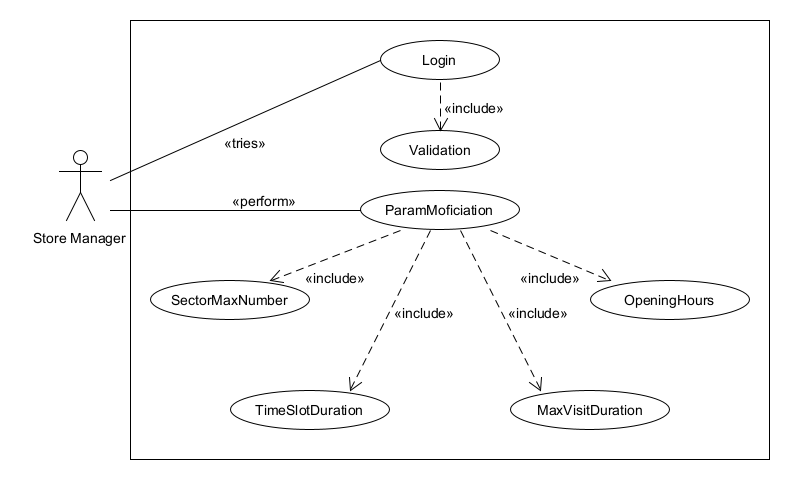 Login
«include»
«tries»
Validation
«perform»
ParamMoficiation
Store Manager
«include»
«include»
SectorMaxNumber
OpeningHours
«include»
«include»
TimeSlotDuration
MaxVisitDuration